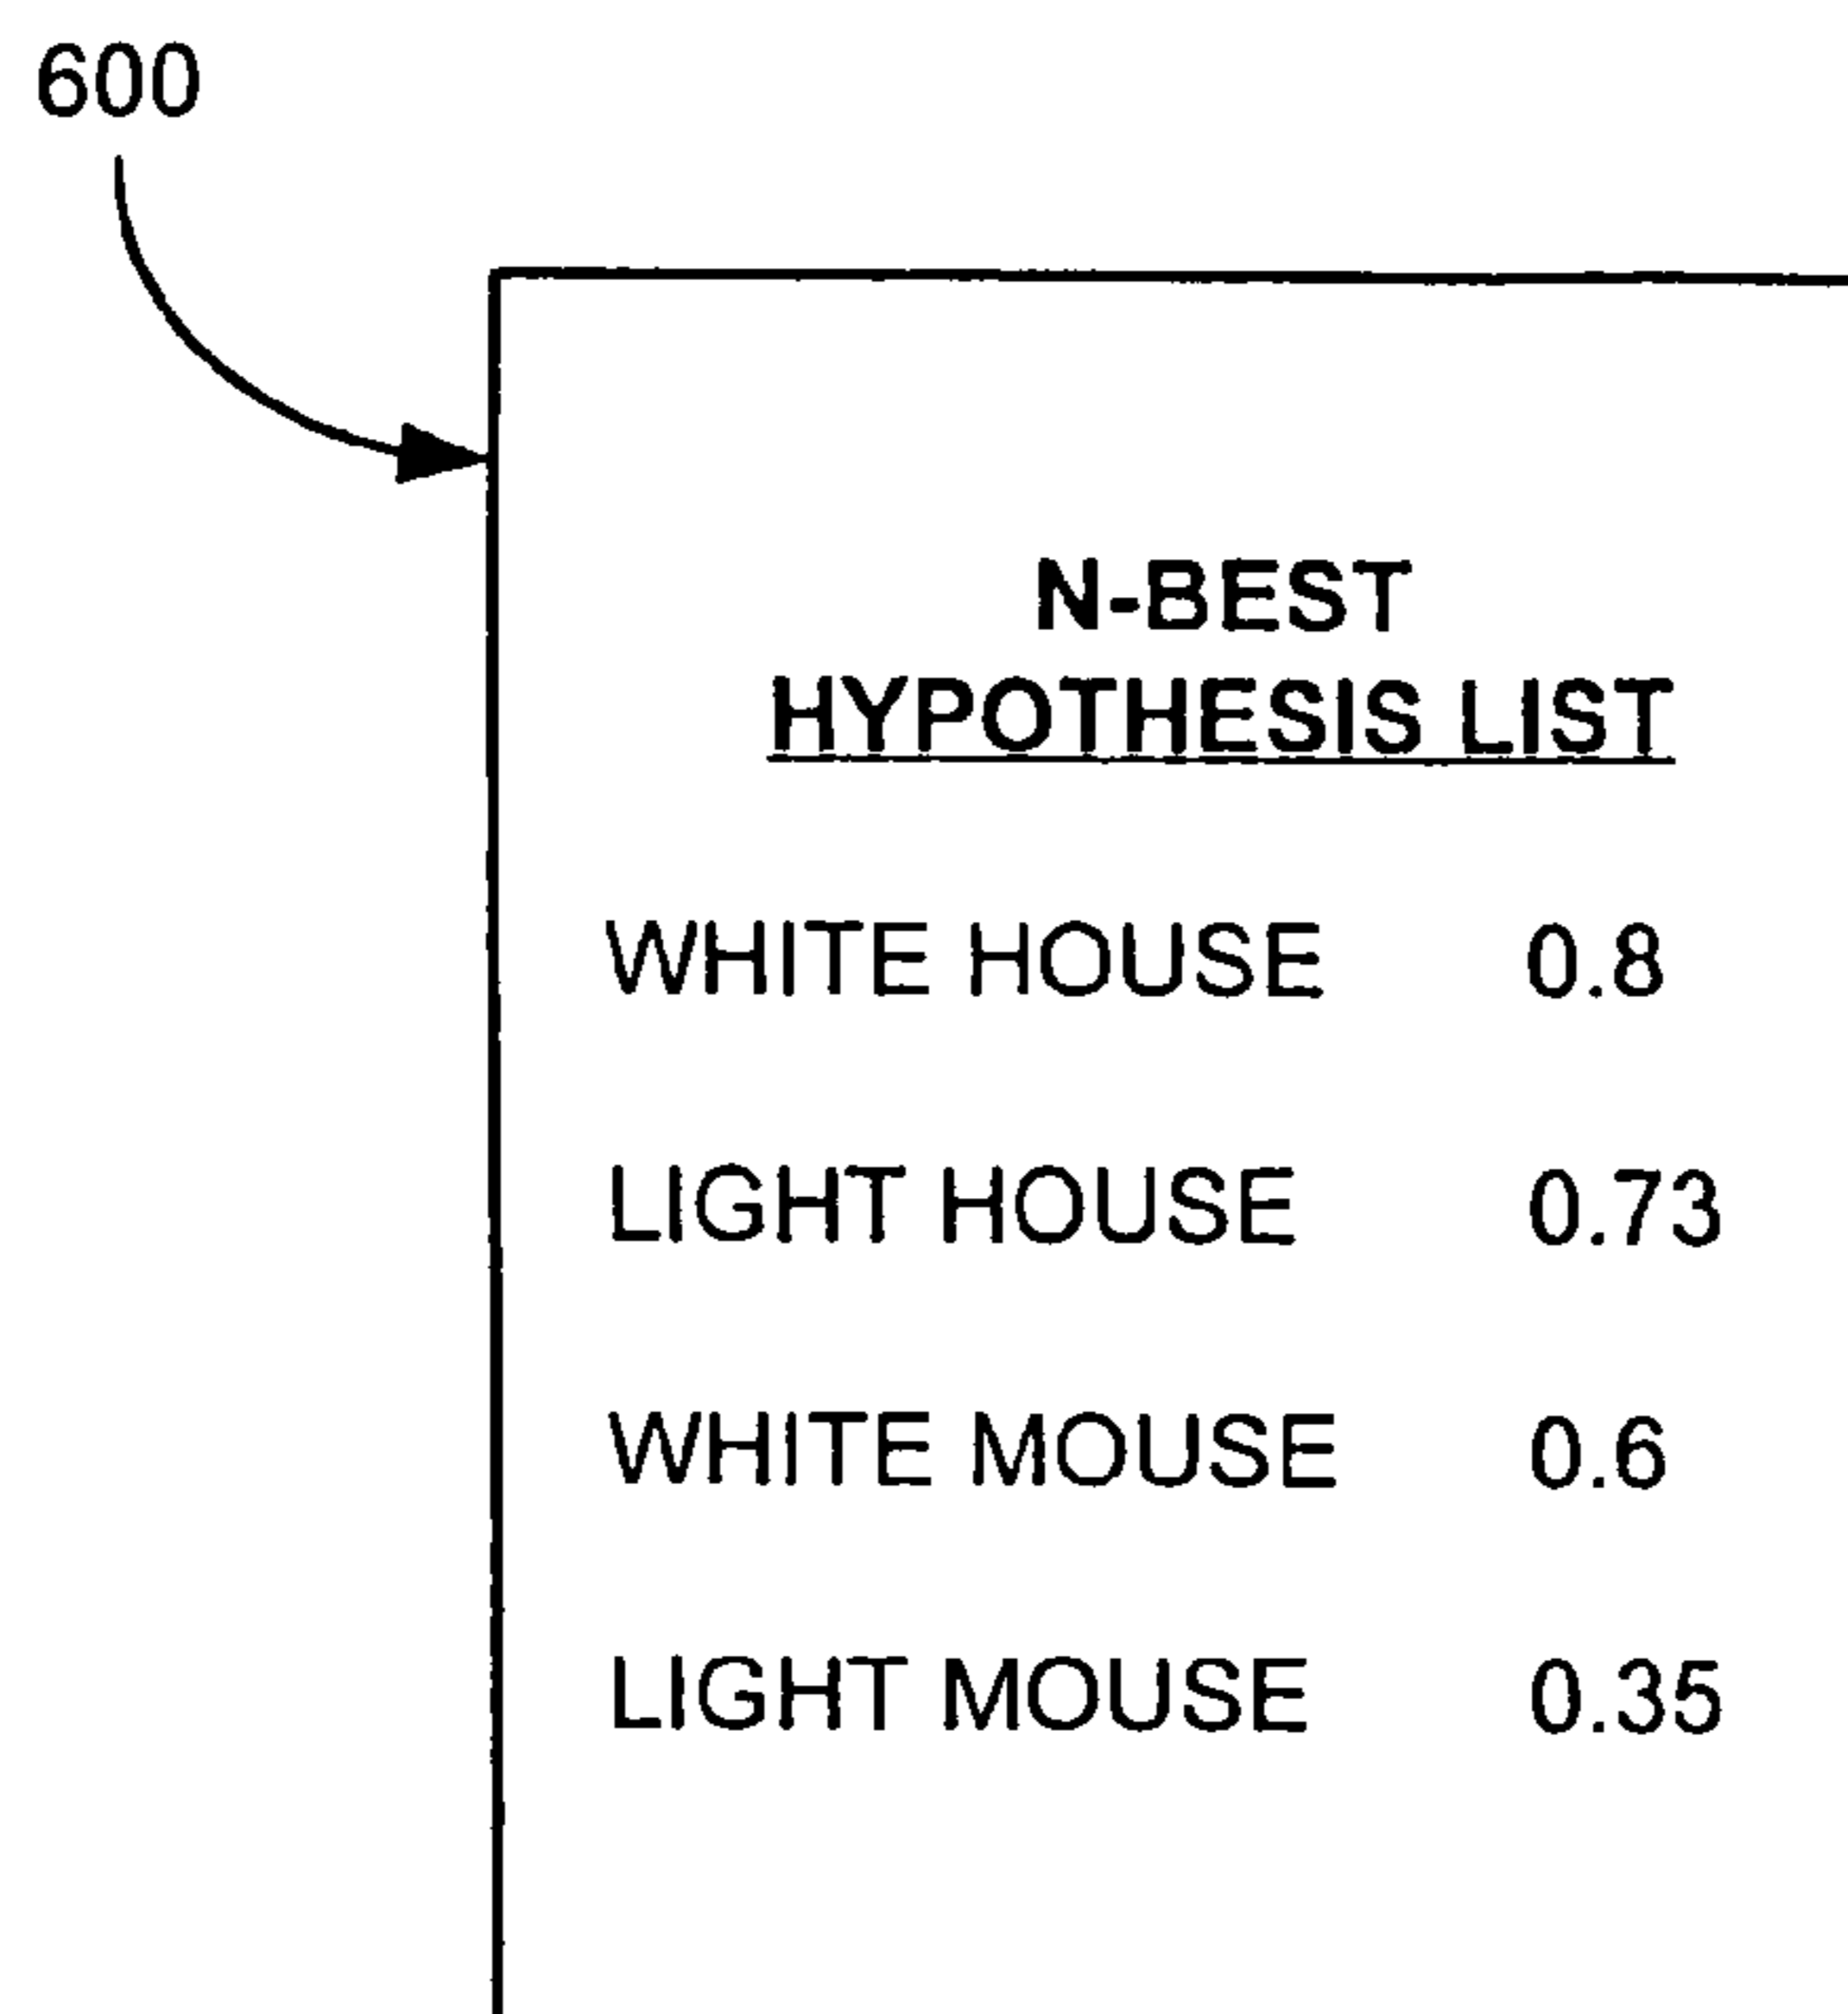 600
N-BEST
HYPOTHESIS LIST
WHITE HOUSE 0.8
LIGHT HOUSE 0.73
WHITE MOUSE 0.6
LIGHT MOUSE 0.35